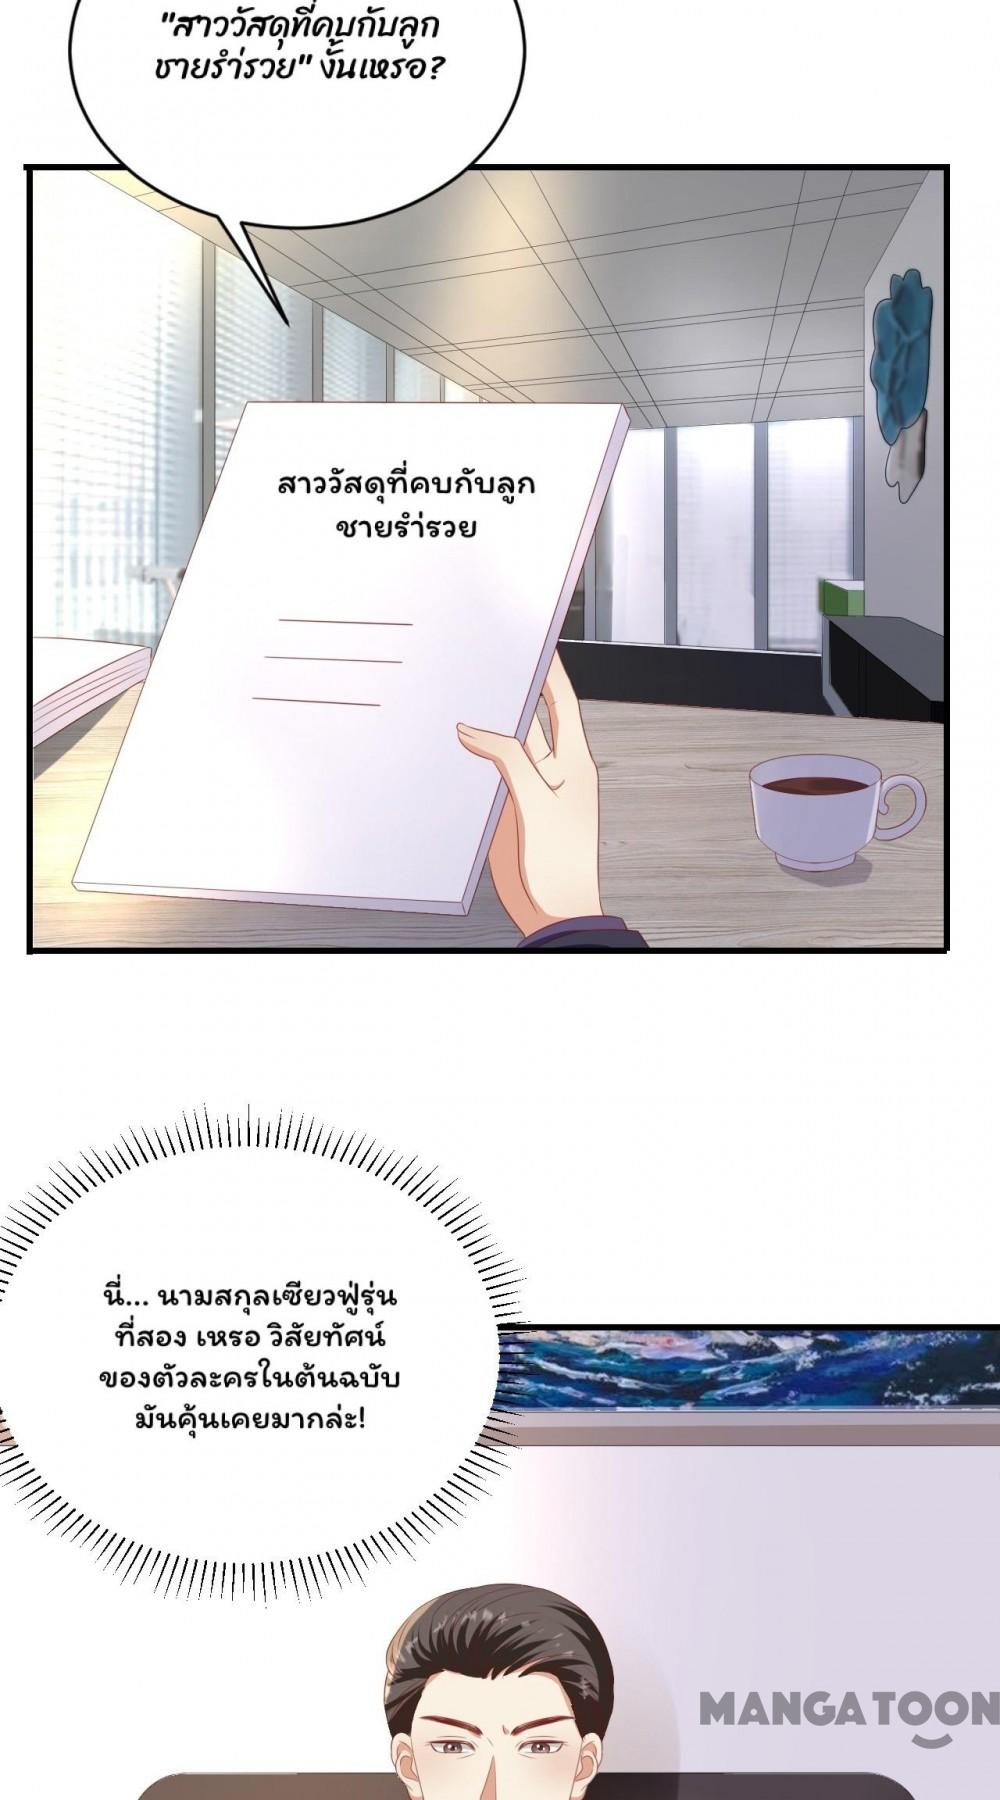 "สาววัสดุที่คบกับลูก
ชายร่ำรวย" งั้นเหรอ?
สาววัสดุที่คบกับลูก
ชายร่ำรวย
นี่... นามสกุลเซียวฟู่รุ่น
ที่สอง เหรอ วิสัยทัศน์
ของตัวละครในต้นฉบับ
มันคุ้นเคยมากล่ะ!
MANGATOON